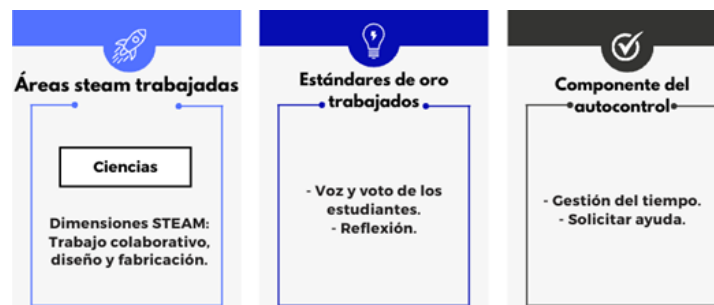 Áreas steam trabajadas
Ciencias
Dimensiones STEAM:
Trabajo colaborativo,
diseño y fabricación.
Estándares de oro
trabajados
- Voz y voto de los
estudiantes.
- Reflexión.
Componente del
autocontrol
- Gestión del tiempo.
- Solicitar ayuda.